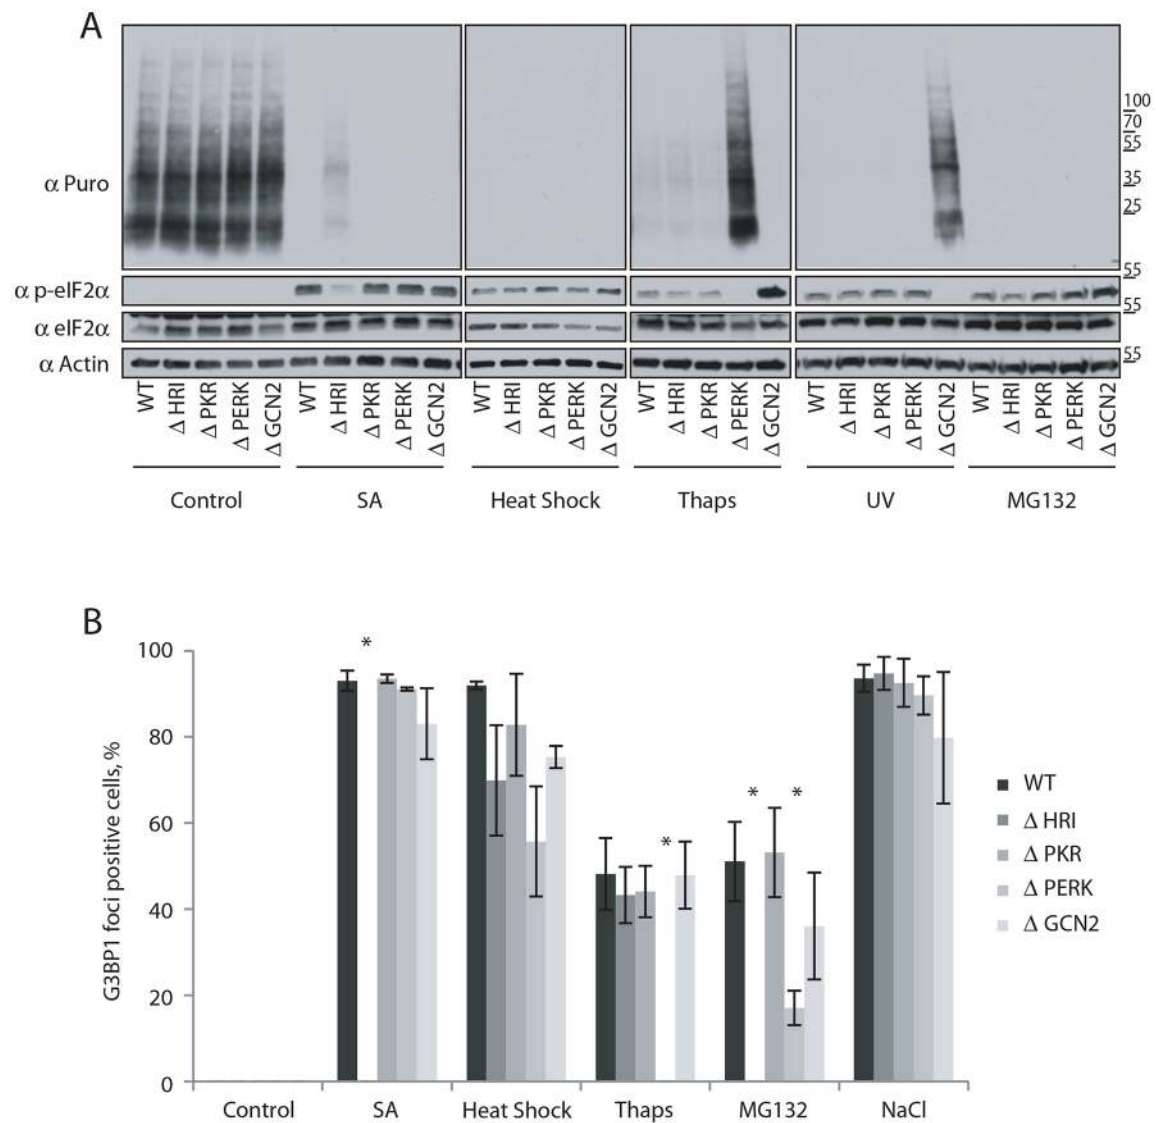 A
α Puro
100
70
55
35
25
α p-eIF2α
55
55
α eIF2α
α Actin
55
WT Δ HRI Δ PKR Δ PERK Δ GCN2 WT Δ HRI Δ PKR Δ PERK Δ GCN2 WT Δ HRI Δ PKR Δ PERK Δ GCN2 WT Δ HRI Δ PKR Δ PERK Δ GCN2 WT Δ HRI Δ PKR Δ PERK Δ GCN2 WT Δ HRI Δ PKR Δ PERK Δ GCN2
Control SA Heat Shock Thaps UV MG132
B
G3BP1 foci positive cells, %
100
80
60
40
20
0
*
*
* *
WT
Δ HRI
Δ PKR
Δ PERK
Δ GCN2
Control SA Heat Shock Thaps MG132 NaCl